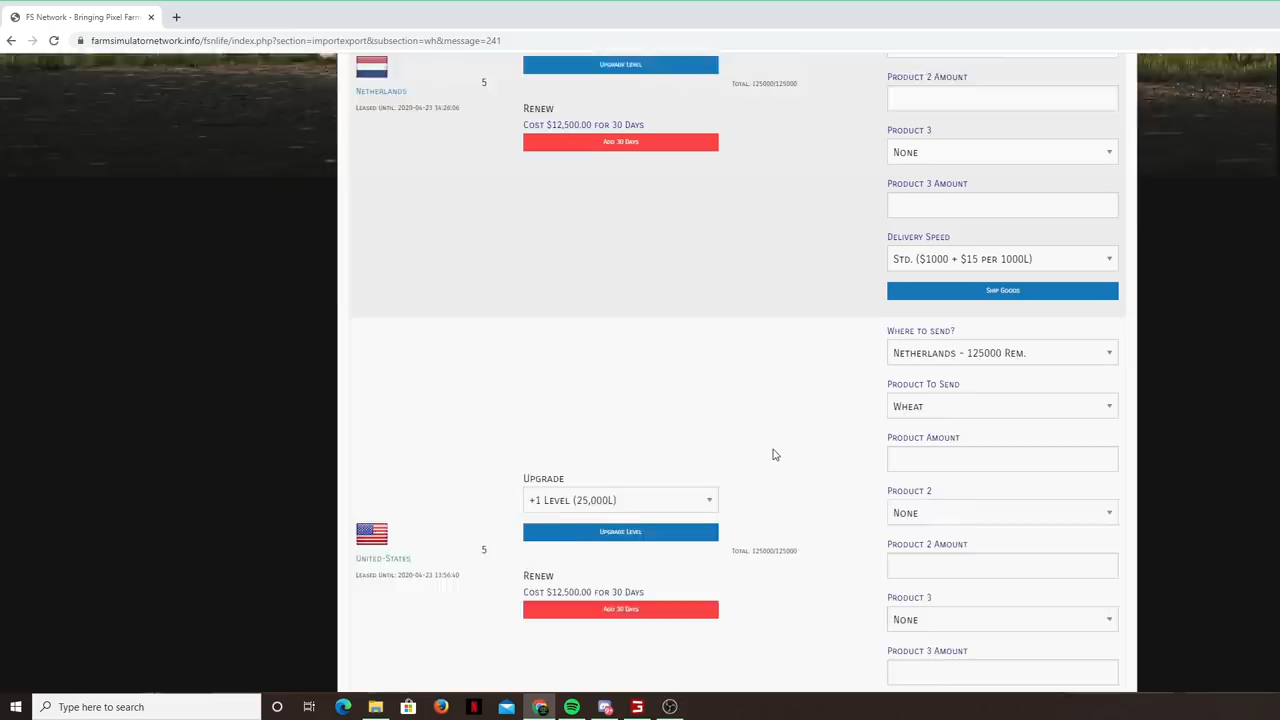 FS Network - Bringing Pixel Farm
farmsimulatornetwork.info/fsnlife/index.php?section=importexport&subsection=wh&message=241
Netherlands
Leased Until: 2020-04-23 14:26:06
5
Upgrade Level
Renew
Cost $12,500.00 for 30 Days
Add 30 Days
Total: 125000/125000
Product 2 Amount
Product 3
None
Product 3 Amount
Delivery Speed
Std. ($1000 + $15 per 1000L)
Ship Goods
United-States
Leased Until: 2020-04-23 13:56:40
5
Upgrade
+1 Level (25,000L)
Upgrade Level
Renew
Cost $12,500.00 for 30 Days
Add 30 Days
Total: 125000/125000
Where to send?
Netherlands - 125000 Rem.
Product To Send
Wheat
Product Amount
Product 2
None
Product 2 Amount
Product 3
None
Product 3 Amount
Type here to search